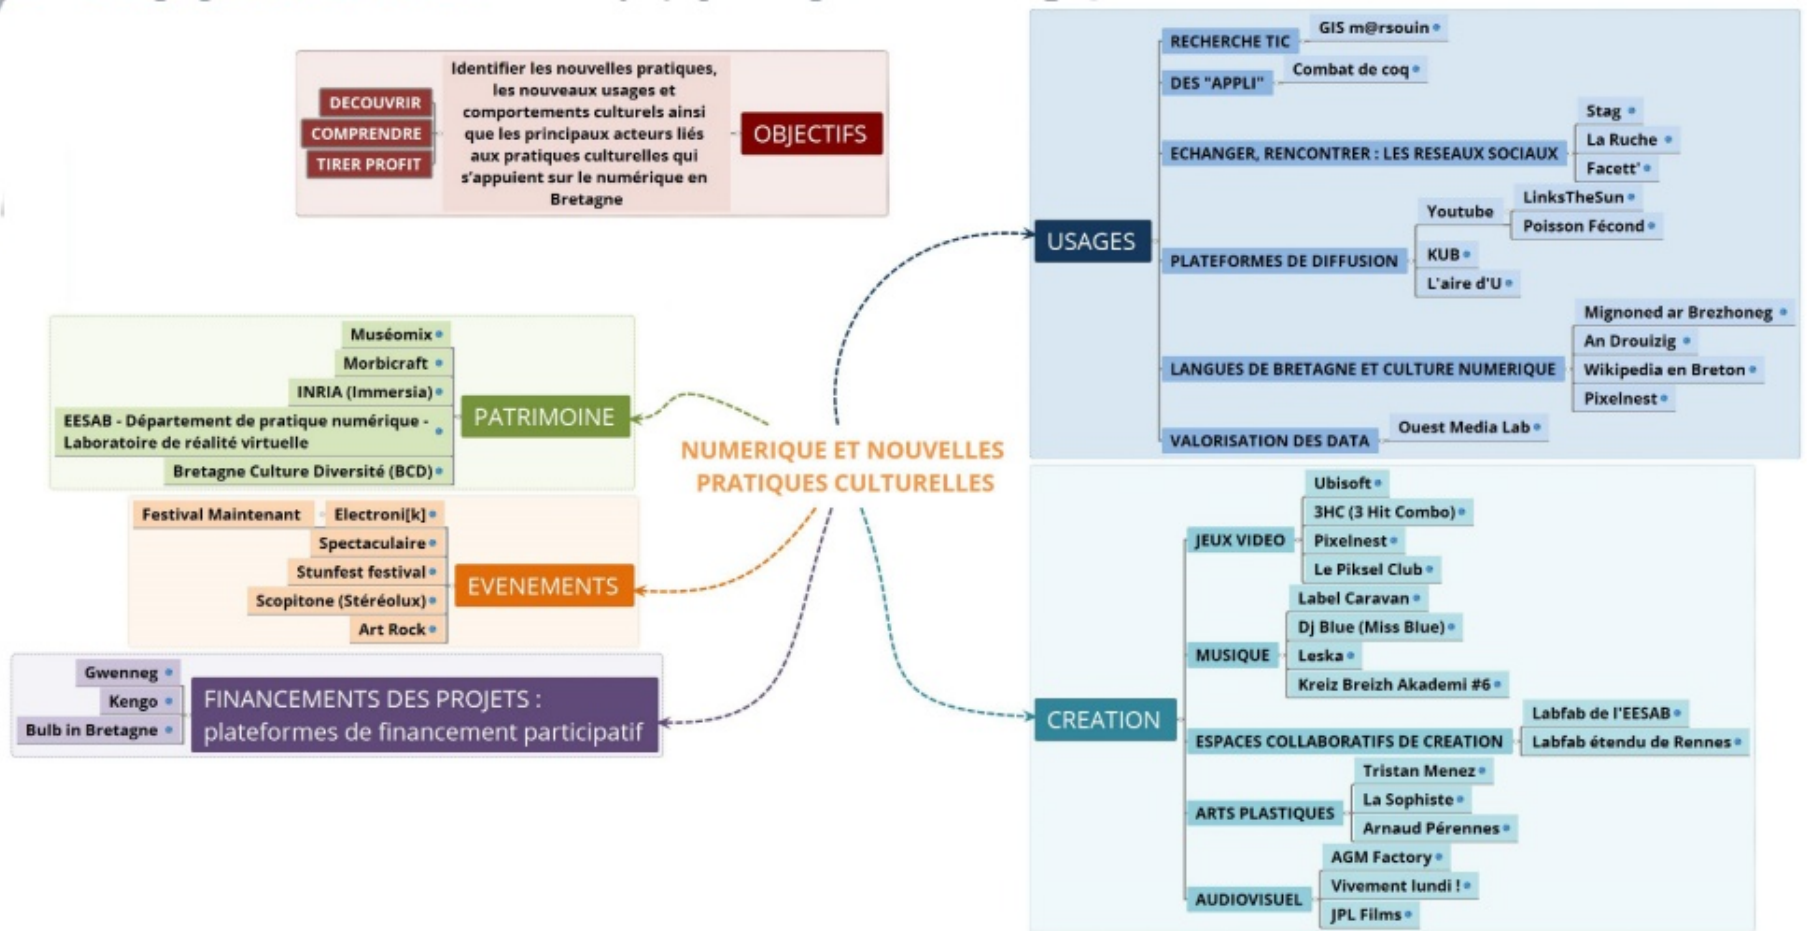 DECOUVRIR
COMPRENDRE
TIRER PROFIT
Identifier les nouvelles pratiques,
les nouveaux usages et
comportements culturels ainsi
que les principaux acteurs liés
aux pratiques culturelles qui
s'appuient sur le numérique en
Bretagne
OBJECTIFS
Muséomix
Morbicraft
INRIA (Immersia)
EESAB - Département de pratique numérique -
Laboratoire de réalité virtuelle
Bretagne Culture Diversité (BCD)
PATRIMOINE
Festival Maintenant
Electroni[k]
Spectaculaire
Stunfest festival
Scopitone (Stéréolux)
Art Rock
EVENEMENTS
Gwenneg
Kengo
Bulb in Bretagne
FINANCEMENTS DES PROJETS :
plateformes de financement participatif
NUMERIQUE ET NOUVELLES
PRATIQUES CULTURELLES
USAGES
RECHERCHE TIC
GIS m@rsouin
DES "APPLI"
Combat de coq
ECHANGER, RENCONTRER : LES RESEAUX SOCIAUX
Stag
La Ruche
Facett'
PLATEFORMES DE DIFFUSION
Youtube
LinksTheSun
Poisson Fécond
KUB
L'aire d'U
LANGUES DE BRETAGNE ET CULTURE NUMERIQUE
Mignoned ar Brezhoneg
An Drouizig
Wikipedia en Breton
Pixelnest
VALORISATION DES DATA
Ouest Media Lab
CREATION
JEUX VIDEO
Ubisoft
3HC (3 Hit Combo)
Pixelnest
Le Piksel Club
MUSIQUE
Label Caravan
Dj Blue (Miss Blue)
Leska
Kreiz Breizh Akademi #6
ESPACES COLLABORATIFS DE CREATION
Labfab de l'EESAB
Labfab étendu de Rennes
ARTS PLASTIQUES
Tristan Menez
La Sophiste
Arnaud Pérennes
AUDIOVISUEL
AGM Factory
Vivement lundi !
JPL Films